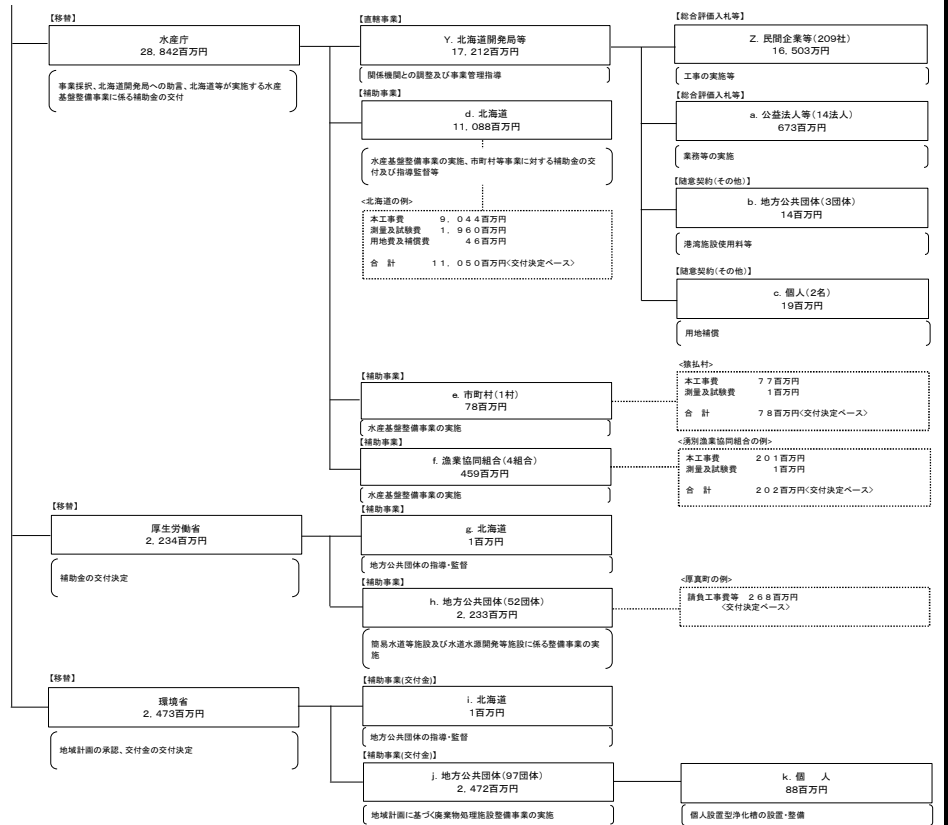 【移替】
水産庁
28，842百万円
事業採択、北海道開発局への助言、北海道等が実施する水産
基盤整備事業に係る補助金の交付
【直轄事業】
Y. 北海道開発局等
17，212百万円
関係機関との調整及び事業管理指導
【総合評価入札等】
Z. 民間企業等(209社)
16，503百万円
工事の実施等
【総合評価入札等】
a. 公益法人等(14法人)
673百万円
業務等の実施
【随意契約(その他)】
b. 地方公共団体(3団体)
14百万円
港湾施設使用料等
【随意契約(その他)】
c. 個人(2名)
19百万円
用地補償
【補助事業】
d. 北海道
11，088百万円
水産基盤整備事業の実施、市町村等事業に対する補助金の交
付及び指導監督等
<北海道の例>
本工事費 ９，０４４百万円
測量及試験費 １，９６０百万円
用地費及補償費 ４６百万円
合 計 １１，０５０百万円<交付決定ベース>
【補助事業】
e. 市町村(1村)
78百万円
水産基盤整備事業の実施
<猿払村>
本工事費 ７７百万円
測量及試験費 １百万円
合 計 ７８百万円<交付決定ベース>
【補助事業】
f. 漁業協同組合(4組合)
459百万円
水産基盤整備事業の実施
<湧別漁業協同組合の例>
本工事費 ２０１百万円
測量及試験費 １百万円
合 計 ２０２百万円<交付決定ベース>
【移替】
厚生労働省
2，234百万円
補助金の交付決定
【補助事業】
g. 北海道
1百万円
地方公共団体の指導・監督
【補助事業】
h. 地方公共団体(52団体)
2，233百万円
簡易水道等施設及び水道水源開発等施設に係る整備事業の実
施
<厚真町の例>
請負工事費等 ２６８百万円
<交付決定ベース>
【移替】
環境省
2，473百万円
地域計画の承認、交付金の交付決定
【補助事業(交付金)】
i. 北海道
1百万円
地方公共団体の指導・監督
【補助事業(交付金)】
j. 地方公共団体(97団体)
2，472百万円
地域計画に基づく廃棄物処理施設整備事業の実施
k. 個 人
88百万円
個人設置型浄化槽の設置・整備